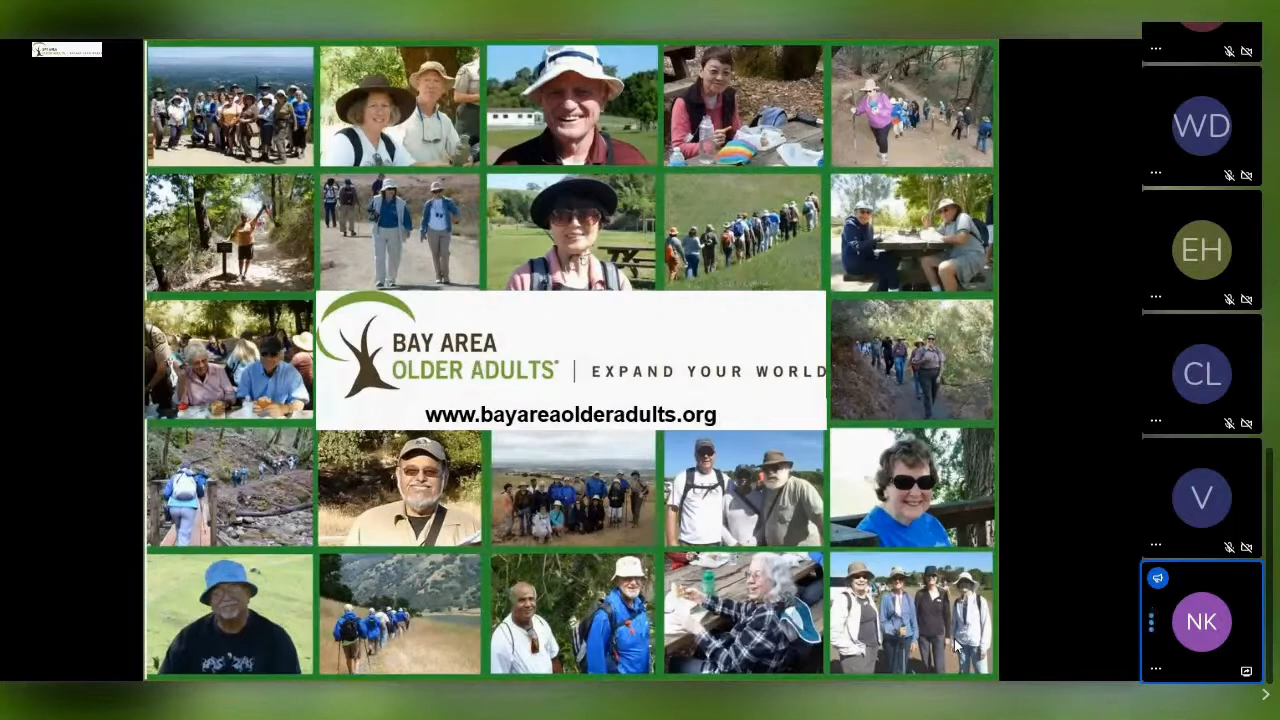 BAY AREA
OLDER ADULTS | EXPAND YOUR WORLD
www.bayareaolderadults.org
WD
EH
CL
V
NK